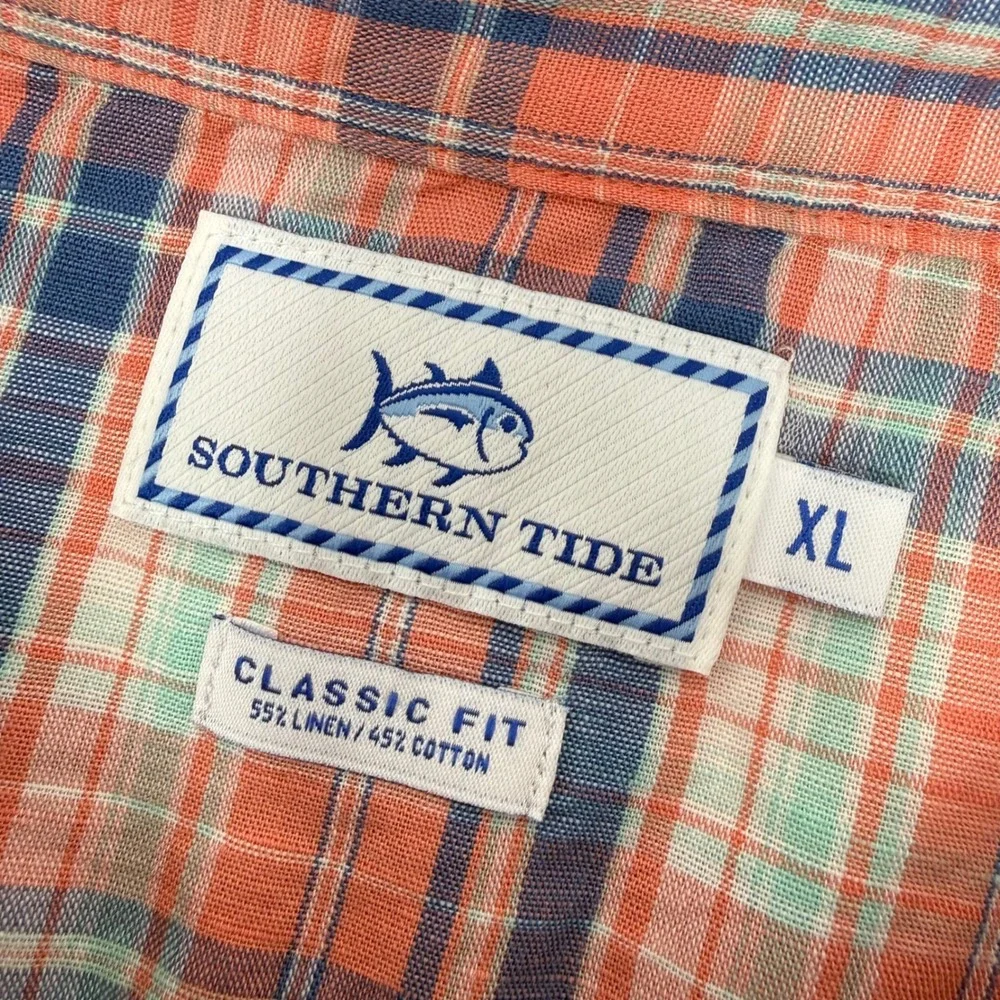 SOUTHERN TIDE
XL
CLASSIC FIT
55% LINEN / 45% COTTON